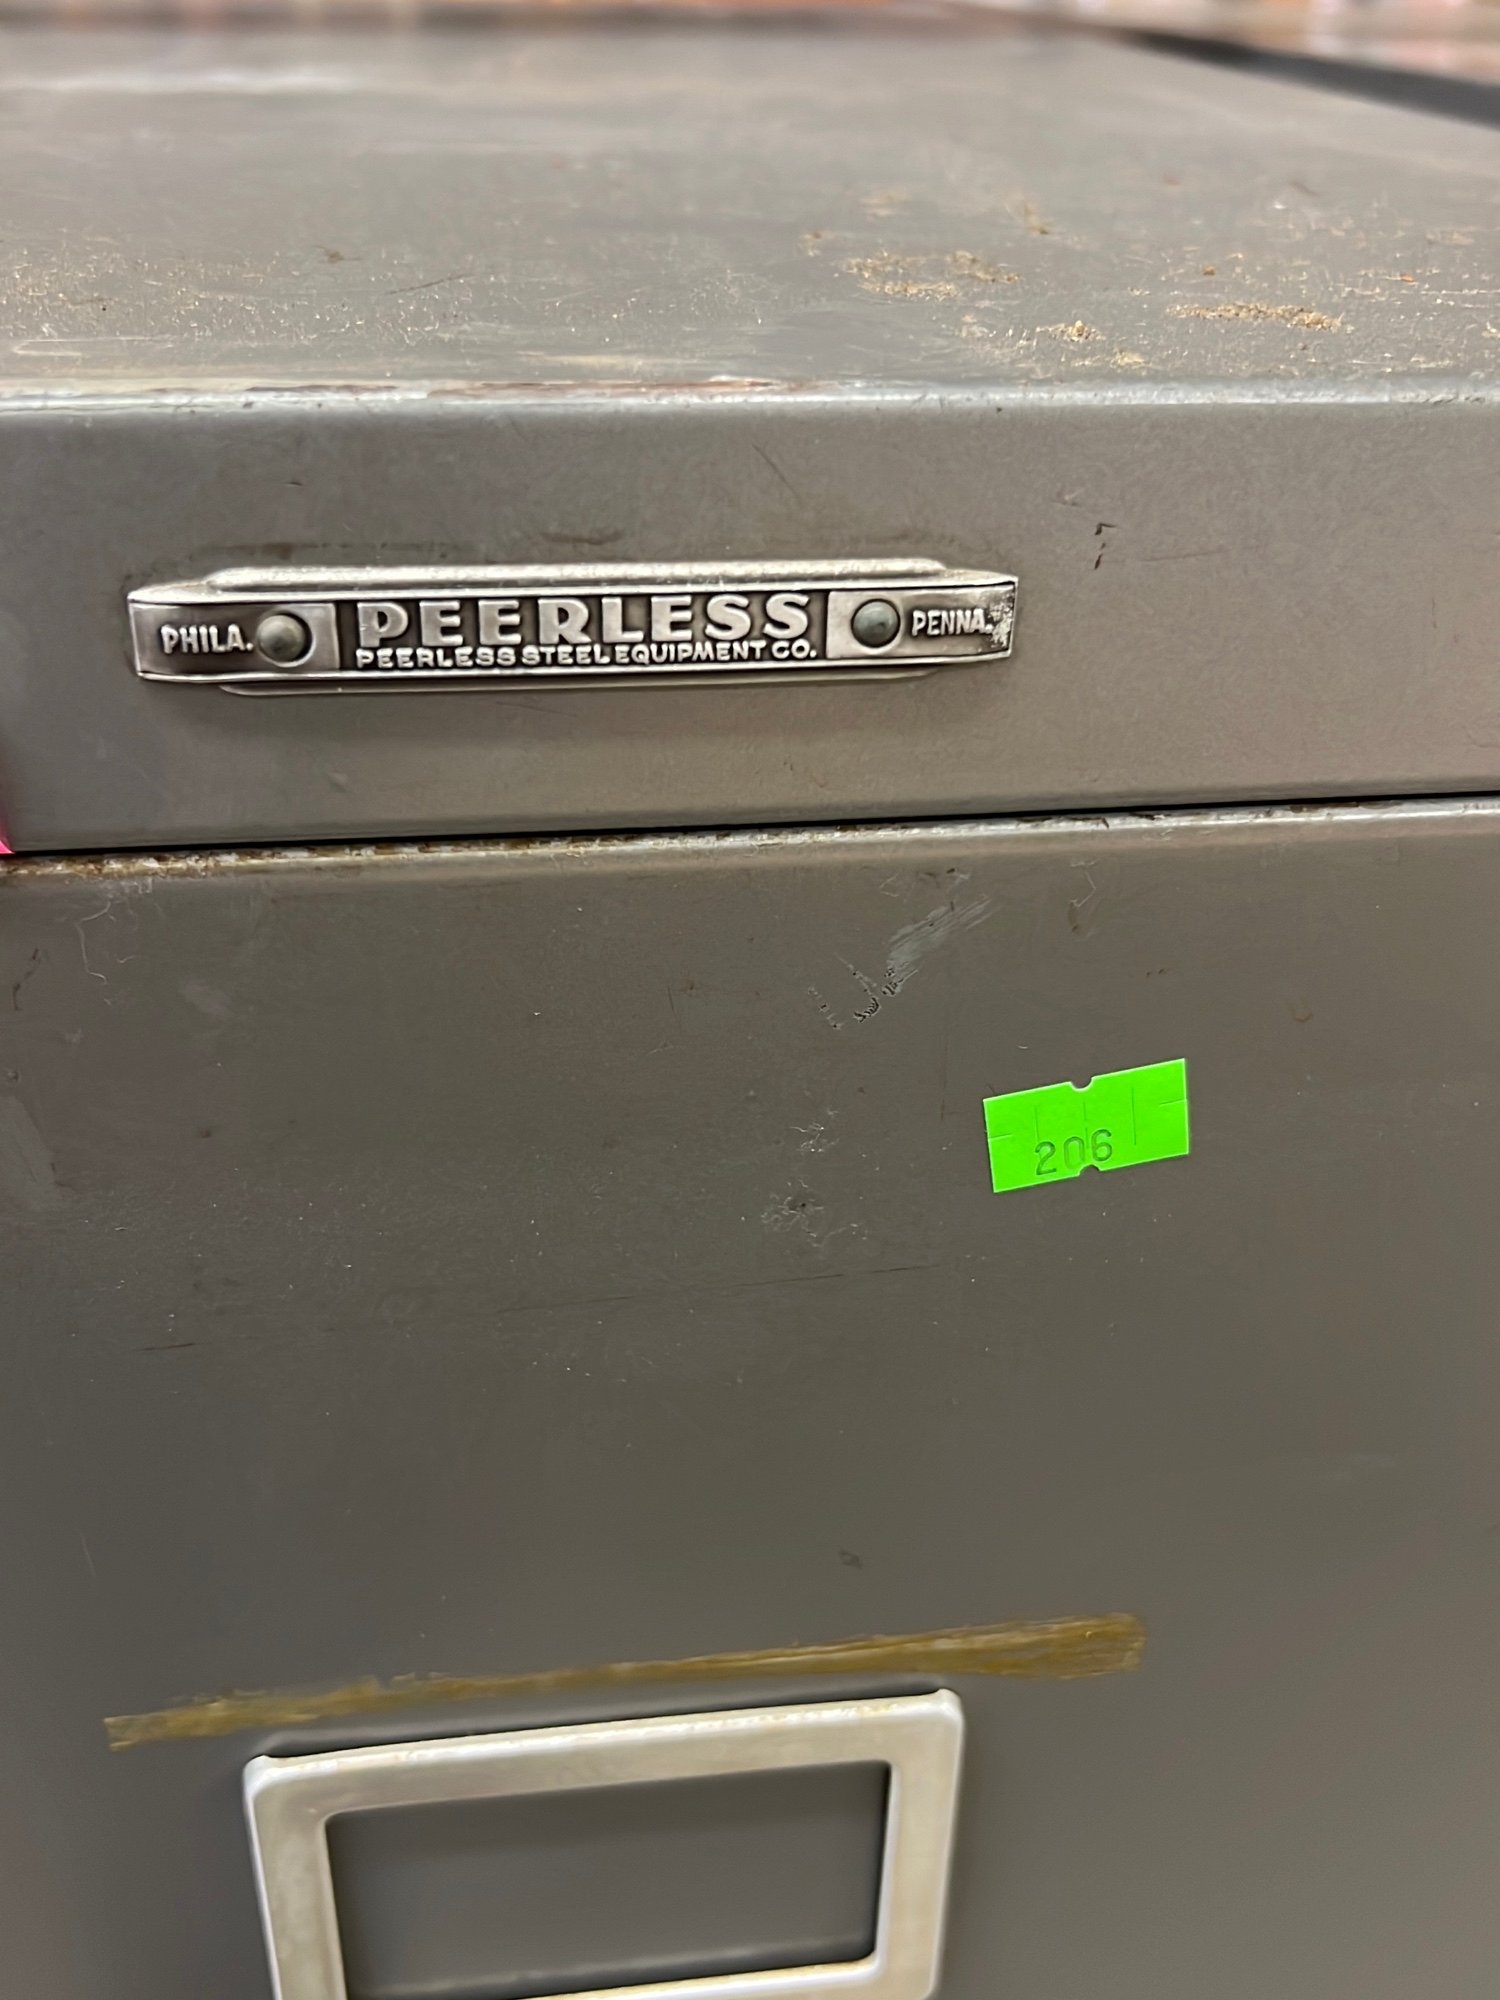 PHILA. PEERLESS PENNA.
PEERLESS STEEL EQUIPMENT CO.
206